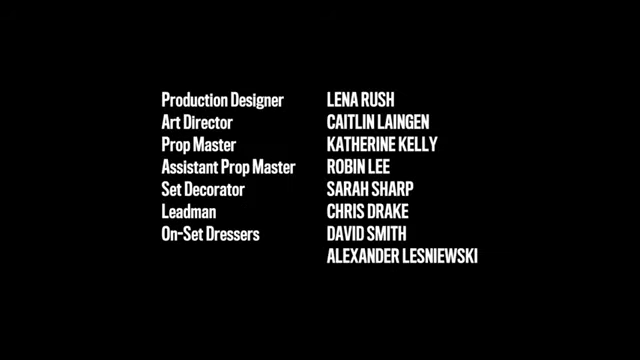 Production Designer LENA RUSH
Art Director CAITLIN LAINGEN
Prop Master KATHERINE KELLY
Assistant Prop Master ROBIN LEE
Set Decorator SARAH SHARP
Leadman CHRIS DRAKE
On-Set Dressers DAVID SMITH
ALEXANDER LESNIEWSKI